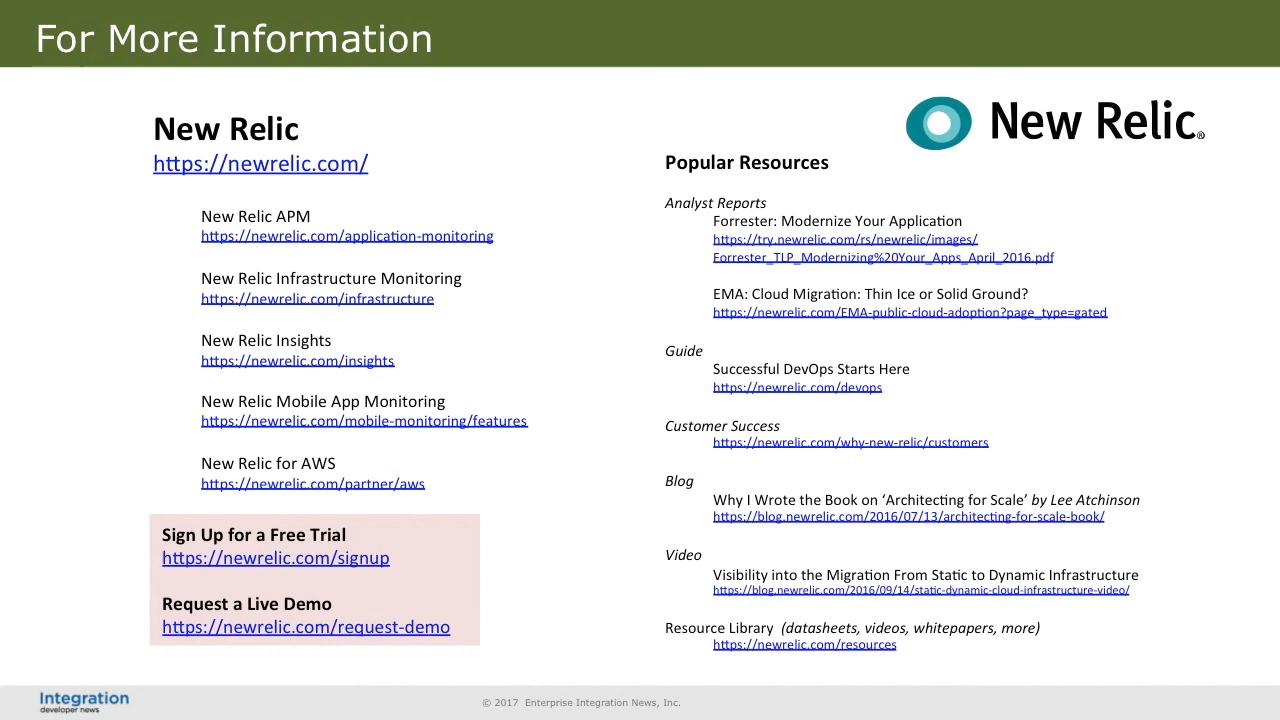 For More Information
New Relic
https://newrelic.com/
New Relic APM
https://newrelic.com/application-monitoring
New Relic Infrastructure Monitoring
https://newrelic.com/infrastructure
New Relic Insights
https://newrelic.com/insights
New Relic Mobile App Monitoring
https://newrelic.com/mobile-monitoring/features
New Relic for AWS
https://newrelic.com/partner/aws
Sign Up for a Free Trial
https://newrelic.com/signup
Request a Live Demo
https://newrelic.com/request-demo
New Relic®
Popular Resources
Analyst Reports
Forrester: Modernize Your Application
https://try.newrelic.com/rs/newrelic/images/
Forrester_TLP_Modernizing%20Your_Apps_April_2016.pdf
EMA: Cloud Migration: Thin Ice or Solid Ground?
https://newrelic.com/EMA-public-cloud-adoption?page_type=gated
Guide
Successful DevOps Starts Here
https://newrelic.com/devops
Customer Success
https://newrelic.com/why-new-relic/customers
Blog
Why I Wrote the Book on ‘Architecting for Scale’ by Lee Atchinson
https://blog.newrelic.com/2016/07/13/architecting-for-scale-book/
Video
Visibility into the Migration From Static to Dynamic Infrastructure
https://blog.newrelic.com/2016/09/14/static-dynamic-cloud-infrastructure-video/
Resource Library (datasheets, videos, whitepapers, more)
https://newrelic.com/resources
Integration
developer news
© 2017 Enterprise Integration News, Inc.